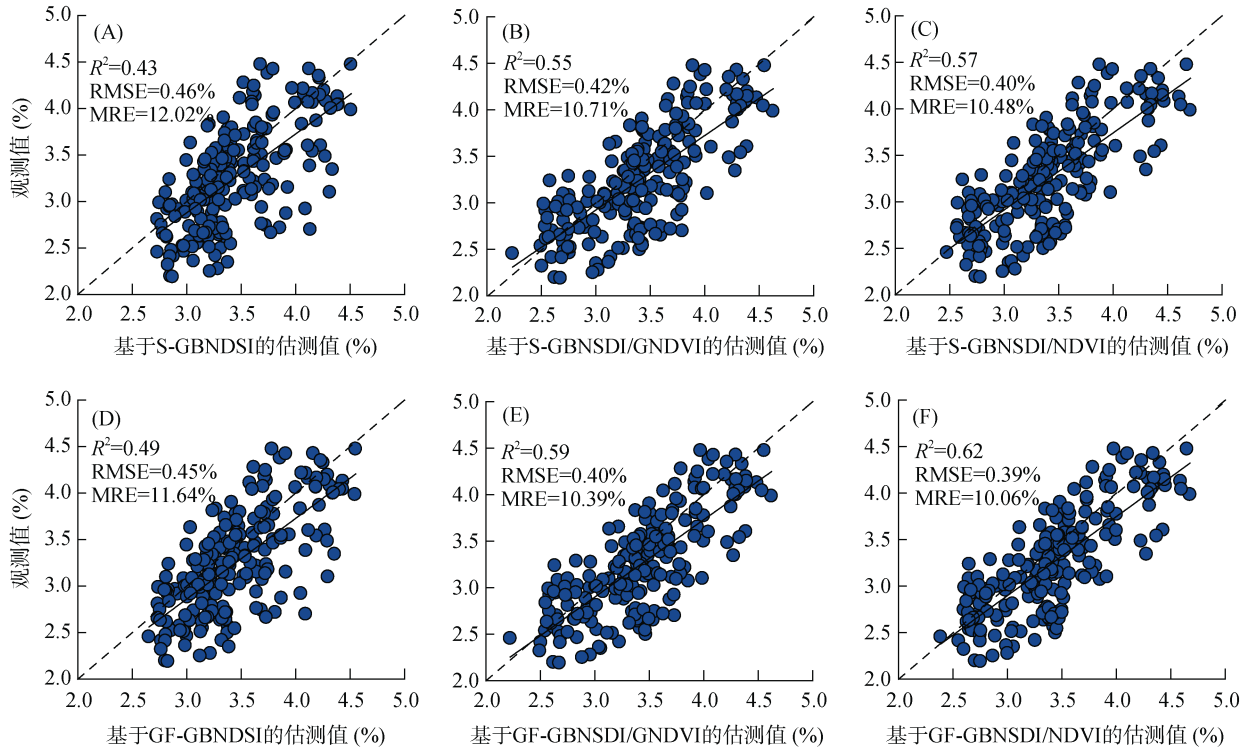 (A)
R²=0.43
RMSE=0.46%
MRE=12.02%
5.0
4.5
4.0
3.5
3.0
2.5
2.0
观测值 (%)
2.0 2.5 3.0 3.5 4.0 4.5 5.0
基于S-GBNDSI的估测值 (%)
(B)
R²=0.55
RMSE=0.42%
MRE=10.71%
5.0
4.5
4.0
3.5
3.0
2.5
2.0
2.0 2.5 3.0 3.5 4.0 4.5 5.0
基于S-GBNSDI/GNDVI的估测值 (%)
(C)
R²=0.57
RMSE=0.40%
MRE=10.48%
5.0
4.5
4.0
3.5
3.0
2.5
2.0
2.0 2.5 3.0 3.5 4.0 4.5 5.0
基于S-GBNSDI/NDVI的估测值 (%)
(D)
R²=0.49
RMSE=0.45%
MRE=11.64%
5.0
4.5
4.0
3.5
3.0
2.5
2.0
观测值 (%)
2.0 2.5 3.0 3.5 4.0 4.5 5.0
基于GF-GBNDSI的估测值 (%)
(E)
R²=0.59
RMSE=0.40%
MRE=10.39%
5.0
4.5
4.0
3.5
3.0
2.5
2.0
2.0 2.5 3.0 3.5 4.0 4.5 5.0
基于GF-GBNSDI/GNDVI的估测值 (%)
(F)
R²=0.62
RMSE=0.39%
MRE=10.06%
5.0
4.5
4.0
3.5
3.0
2.5
2.0
2.0 2.5 3.0 3.5 4.0 4.5 5.0
基于GF-GBNSDI/NDVI的估测值 (%)